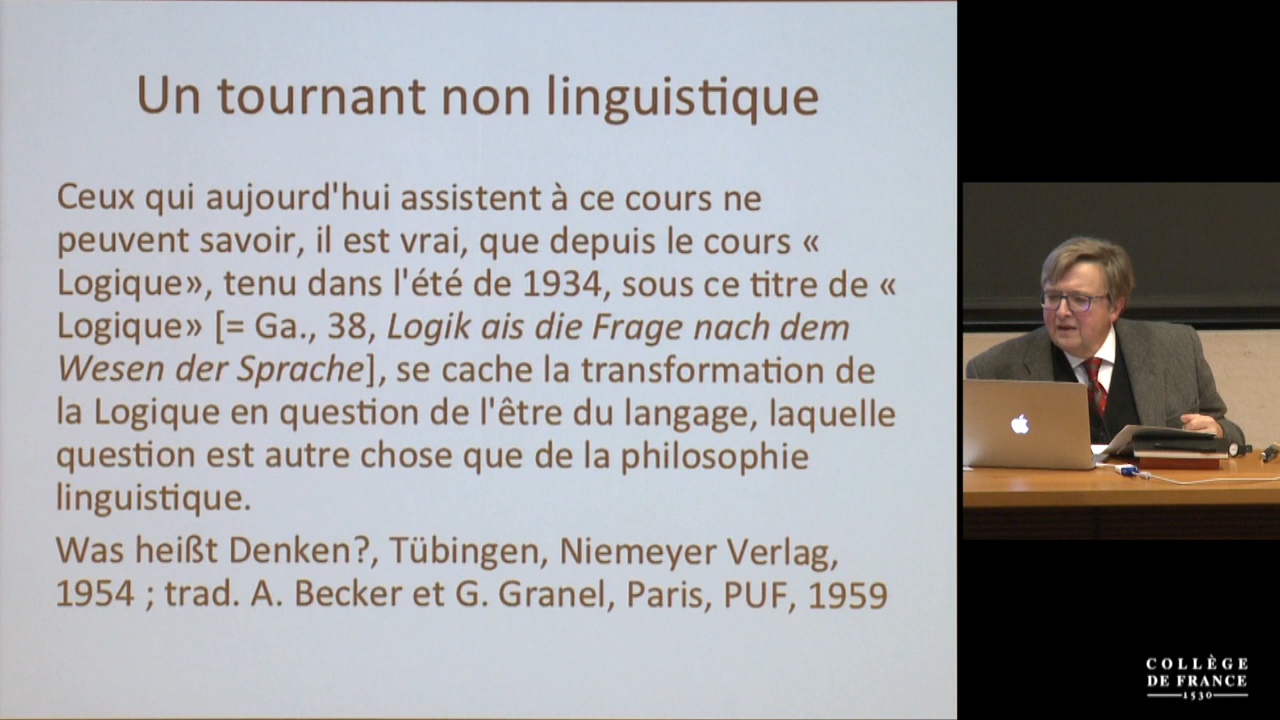 Un tournant non linguistique
Ceux qui aujourd'hui assistent à ce cours ne
peuvent savoir, il est vrai, que depuis le cours «
Logique», tenu dans l'été de 1934, sous ce titre de «
Logique» [= Ga., 38, Logik ais die Frage nach dem
Wesen der Sprache], se cache la transformation de
la Logique en question de l'être du langage, laquelle
question est autre chose que de la philosophie
linguistique.
Was heißt Denken?, Tübingen, Niemeyer Verlag,
1954 ; trad. A. Becker et G. Granel, Paris, PUF, 1959
COLLÈGE
DE FRANCE
1530